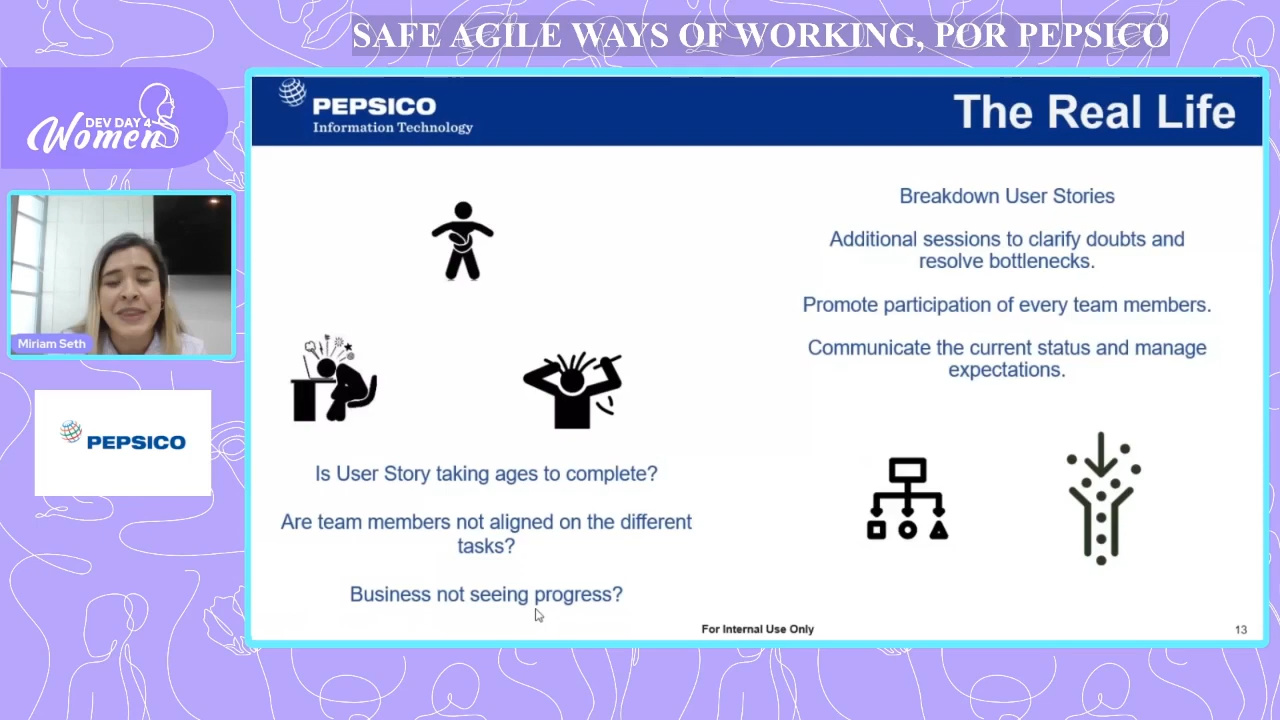 SAFE AGILE WAYS OF WORKING, POR PEPSICO
DEV DAY 4
Women
Miriam Seth
PEPSICO
PEPSICO
Information Technology
The Real Life
Is User Story taking ages to complete?
Are team members not aligned on the different
tasks?
Business not seeing progress?
Breakdown User Stories
Additional sessions to clarify doubts and
resolve bottlenecks.
Promote participation of every team members.
Communicate the current status and manage
expectations.
For Internal Use Only
13